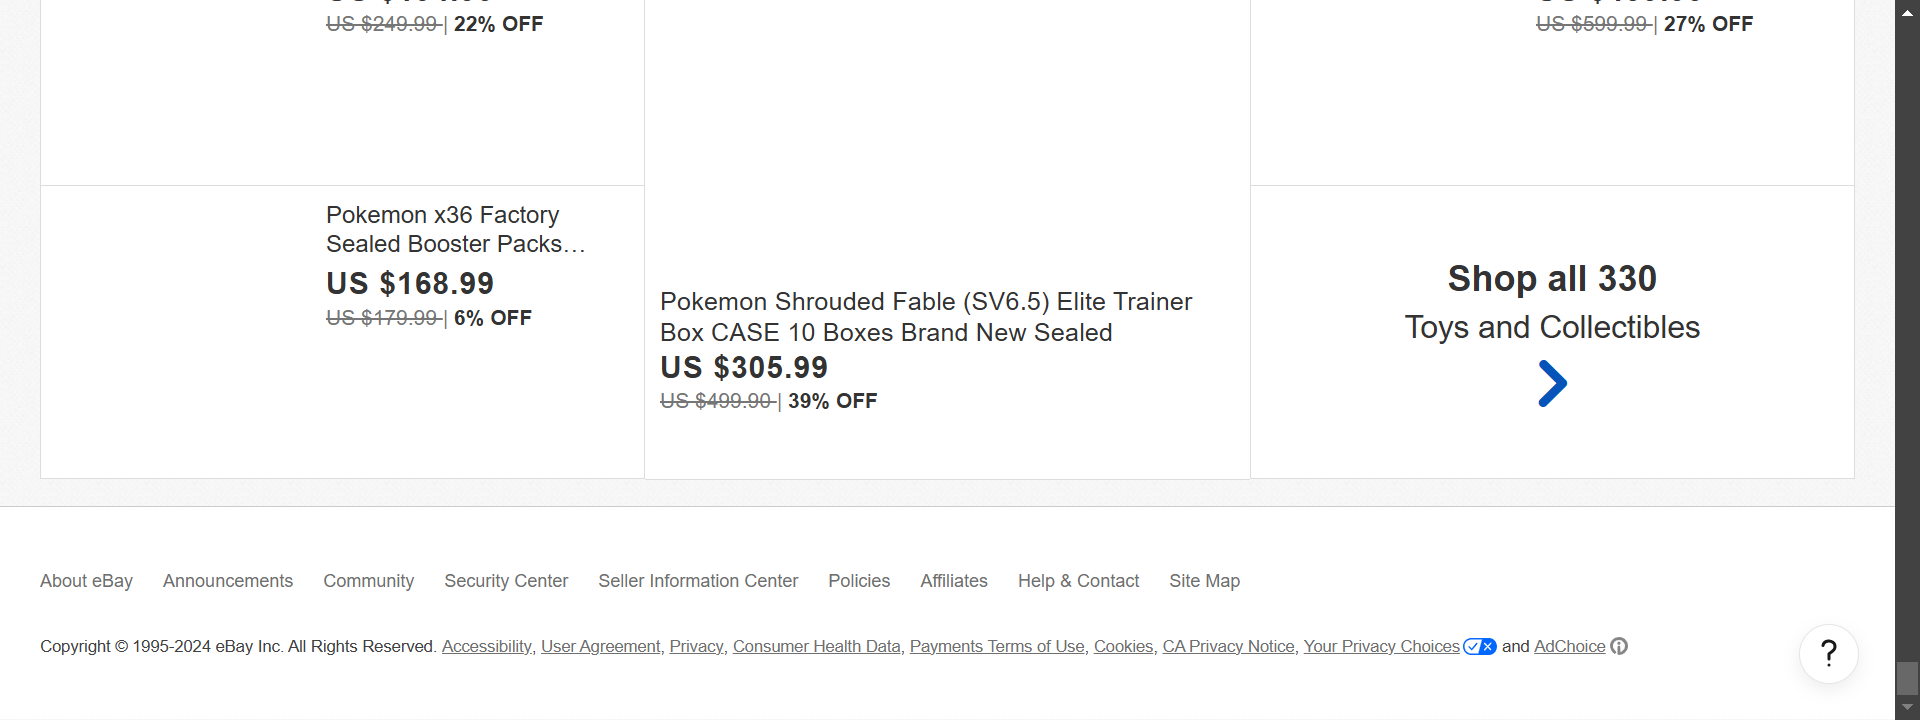 US $249.99 | 22% OFF
US $599.99 | 27% OFF
Pokemon x36 Factory
Sealed Booster Packs…
US $168.99
US $179.99 | 6% OFF
Pokemon Shrouded Fable (SV6.5) Elite Trainer
Box CASE 10 Boxes Brand New Sealed
US $305.99
US $499.90 | 39% OFF
Shop all 330
Toys and Collectibles
About eBay Announcements Community Security Center Seller Information Center Policies Affiliates Help & Contact Site Map
Copyright © 1995-2024 eBay Inc. All Rights Reserved. Accessibility, User Agreement, Privacy, Consumer Health Data, Payments Terms of Use, Cookies, CA Privacy Notice, Your Privacy Choices and AdChoice
?